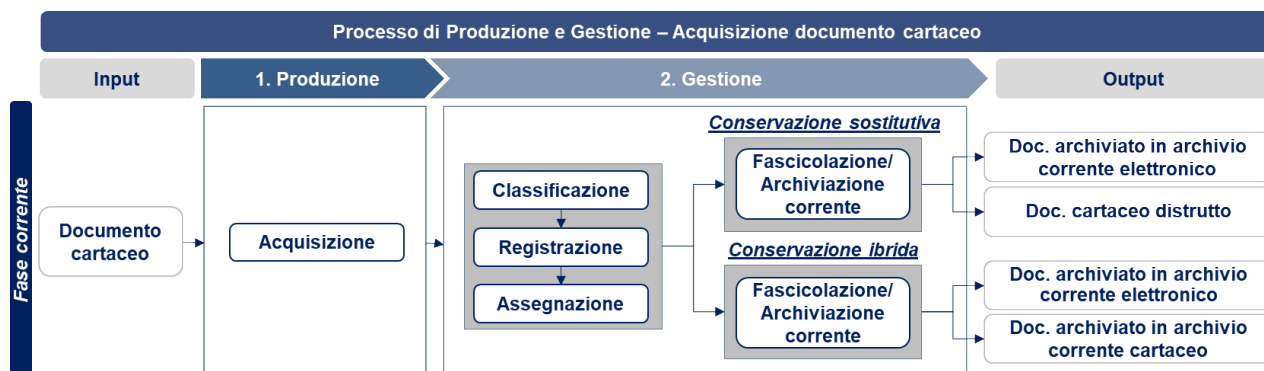 Processo di Produzione e Gestione – Acquisizione documento cartaceo
Input
1. Produzione
2. Gestione
Output
Fase corrente
Documento
cartaceo
Acquisizione
Classificazione
Registrazione
Assegnazione
Conservazione sostitutiva
Fascicolazione/
Archiviazione
corrente
Conservazione ibrida
Fascicolazione/
Archiviazione
corrente
Doc. archiviato in archivio
corrente elettronico
Doc. cartaceo distrutto
Doc. archiviato in archivio
corrente elettronico
Doc. archiviato in archivio
corrente cartaceo